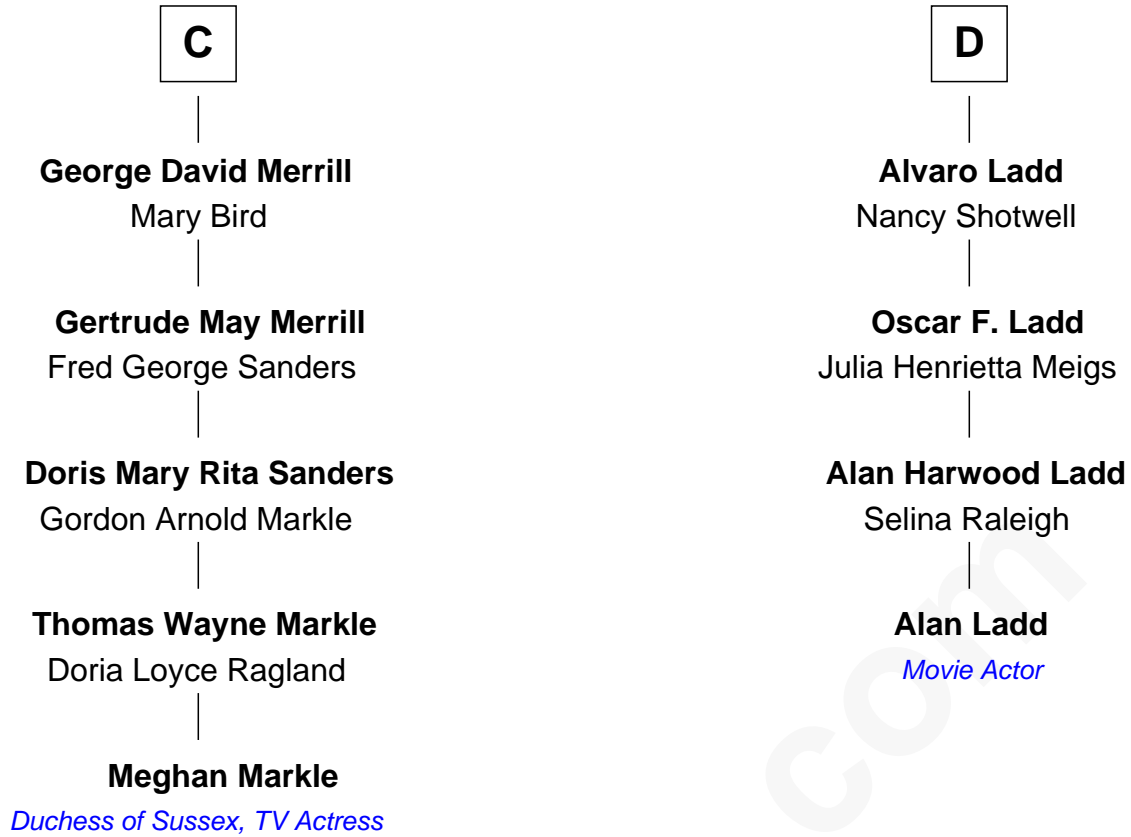 C
George David Merrill
Mary Bird
Gertrude May Merrill
Fred George Sanders
Doris Mary Rita Sanders
Gordon Arnold Markle
Thomas Wayne Markle
Doria Loyce Ragland
Meghan Markle
Duchess of Sussex, TV Actress
D
Alvaro Ladd
Nancy Shotwell
Oscar F. Ladd
Julia Henrietta Meigs
Alan Harwood Ladd
Selina Raleigh
Alan Ladd
Movie Actor
com